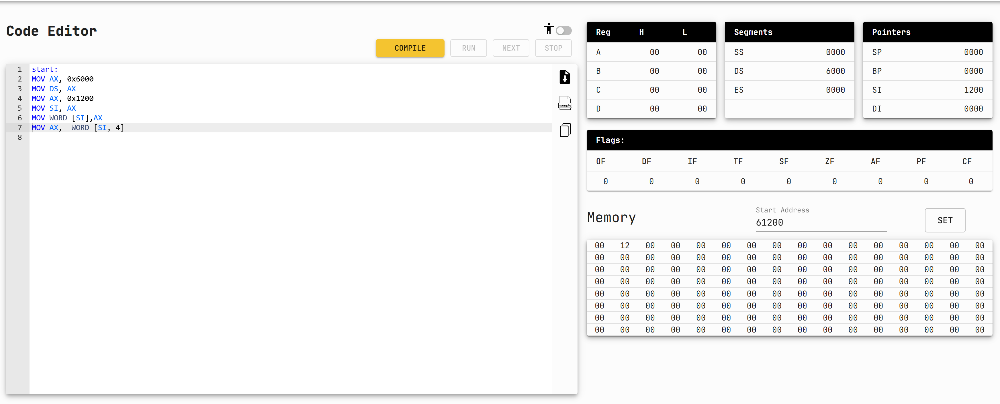 Code Editor
COMPILE RUN NEXT STOP
1 start:
2 MOV AX, 0x6000
3 MOV DS, AX
4 MOV AX, 0x1200
5 MOV SI, AX
6 MOV WORD [SI],AX
7 MOV AX,  WORD [SI, 4]
8
sample
Reg H L
A 00 00
B 00 00
C 00 00
D 00 00
Segments
SS 0000
DS 6000
ES 0000
Pointers
SP 0000
BP 0000
SI 1200
DI 0000
Flags:
OF DF IF TF SF ZF AF PF CF
0 0 0 0 0 0 0 0 0
Memory
Start Address
61200
SET
00 12 00 00 00 00 00 00 00 00 00 00 00 00 00 00
00 00 00 00 00 00 00 00 00 00 00 00 00 00 00 00
00 00 00 00 00 00 00 00 00 00 00 00 00 00 00 00
00 00 00 00 00 00 00 00 00 00 00 00 00 00 00 00
00 00 00 00 00 00 00 00 00 00 00 00 00 00 00 00
00 00 00 00 00 00 00 00 00 00 00 00 00 00 00 00
00 00 00 00 00 00 00 00 00 00 00 00 00 00 00 00
00 00 00 00 00 00 00 00 00 00 00 00 00 00 00 00